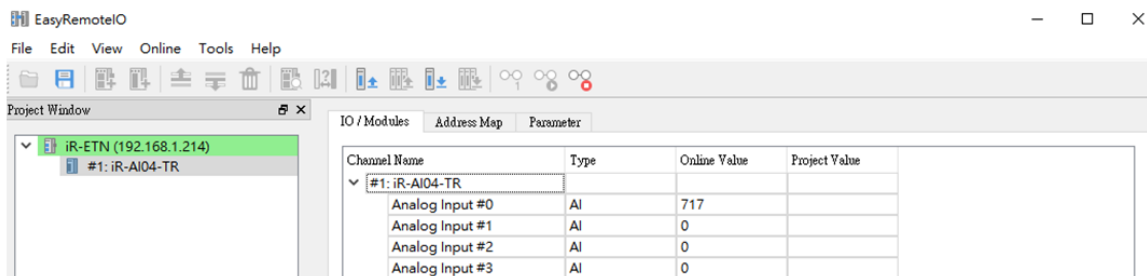 EasyRemoteIO
File Edit View Online Tools Help
Project Window
iR-ETN (192.168.1.214)
#1: iR-AI04-TR
IO / Modules Address Map Parameter
Channel Name Type Online Value Project Value
#1: iR-AI04-TR
Analog Input #0 AI 717
Analog Input #1 AI 0
Analog Input #2 AI 0
Analog Input #3 AI 0